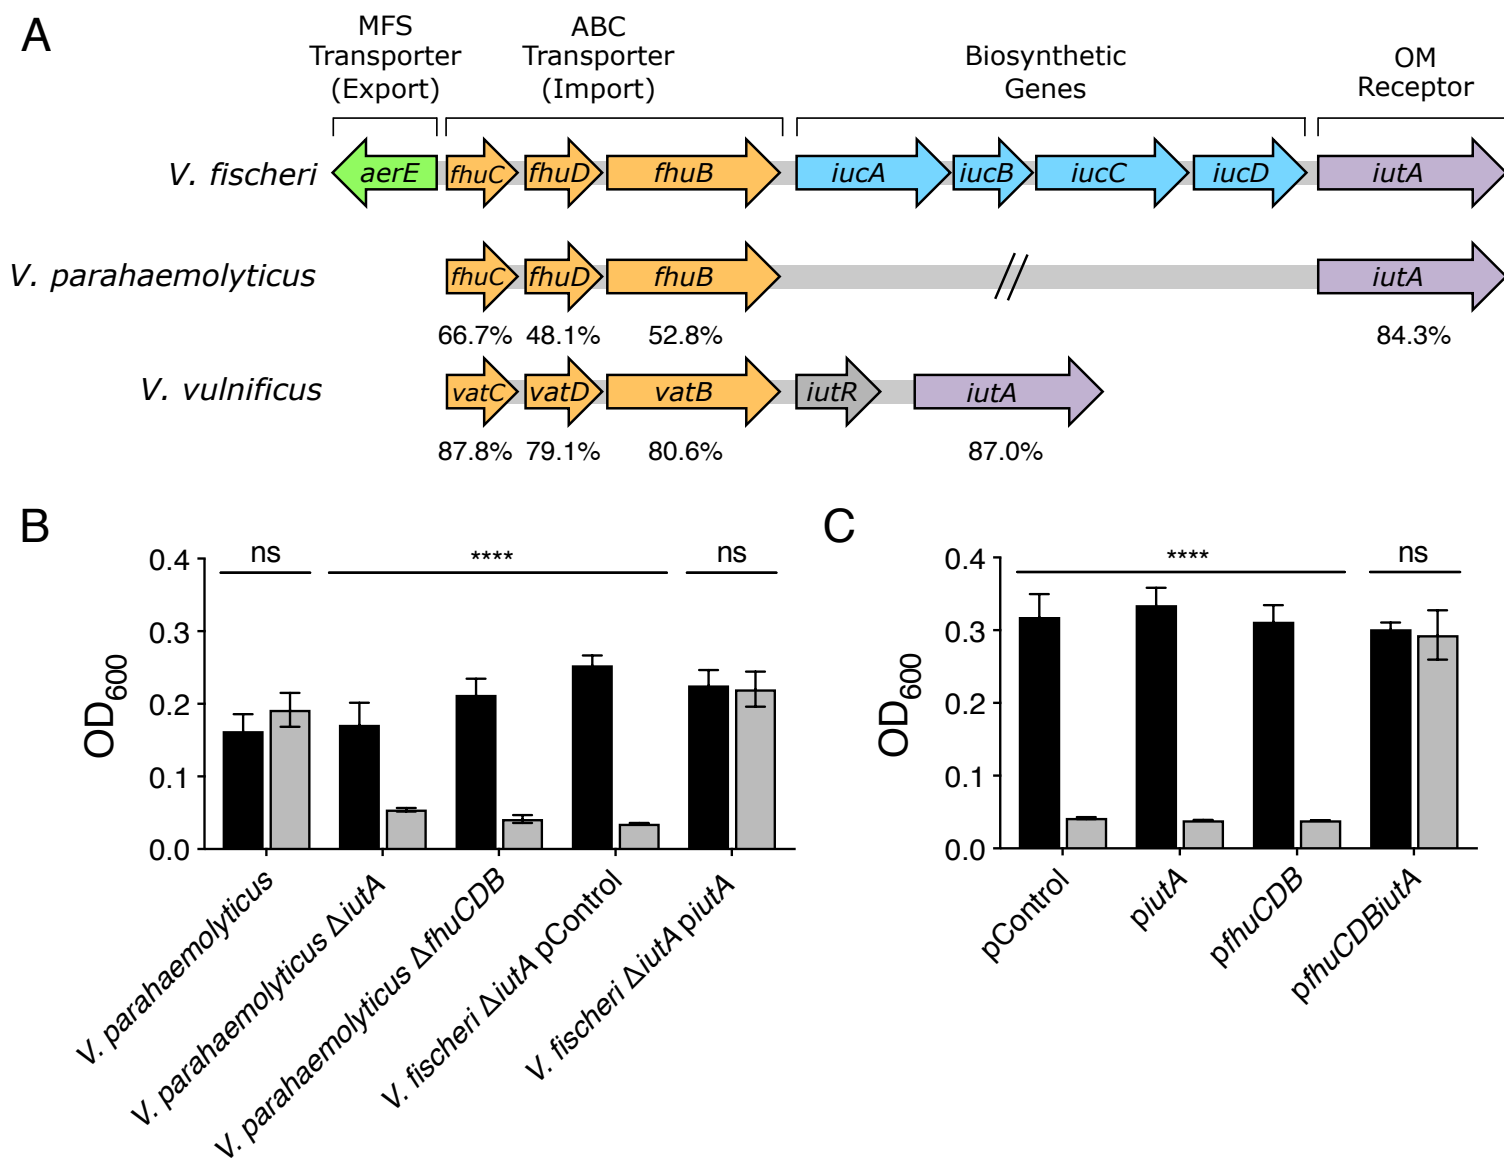 A
MFS
Transporter
(Export)
ABC
Transporter
(Import)
Biosynthetic
Genes
OM
Receptor
V. fischeri
aerE
fhuC
fhuD
fhuB
iucA
iucB
iucC
iucD
iutA
V. parahaemolyticus
fhuC
fhuD
fhuB
//
iutA
66.7%
48.1%
52.8%
84.3%
V. vulnificus
vatC
vatD
vatB
iutR
iutA
87.8%
79.1%
80.6%
87.0%
B
ns
****
ns
OD600
0.4
0.3
0.2
0.1
0.0
V. parahaemolyticus
V. parahaemolyticus ΔiutA
V. parahaemolyticus ΔfhuCDB
V. fischeri ΔiutA pControl
V. fischeri ΔiutA piutA
C
****
ns
OD600
0.4
0.3
0.2
0.1
0.0
pControl
piutA
pfhuCDB
pfhuCDBiutA